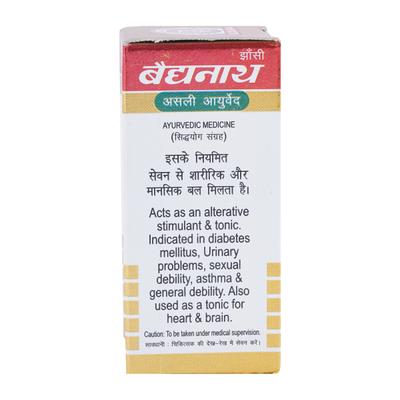 झाँसी
बैद्यनाथ
असली आयुर्वेद
AYURVEDIC MEDICINE
(सिद्धयोग संग्रह)
इसके नियमित
सेवन से शारीरिक और
मानसिक बल मिलता है।
Acts as an alterative
stimulant & tonic.
Indicated in diabetes
mellitus, Urinary
problems, sexual
debility, asthma &
general debility. Also
used as a tonic for
heart & brain.
Caution: To be taken under medical supervision.
सावधानी : चिकित्सक की देख-रेख में सेवन करें।